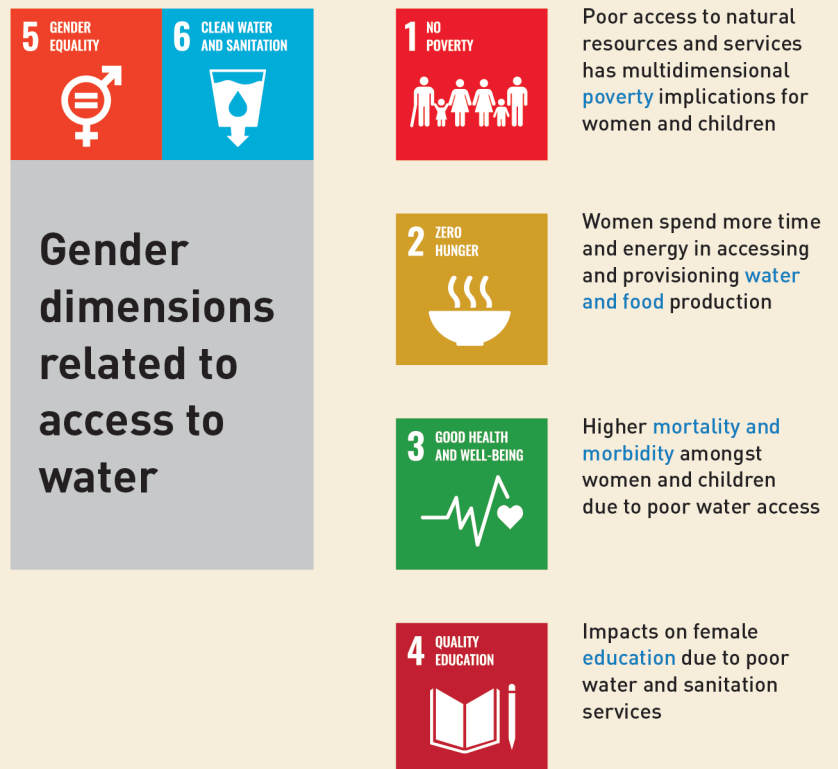 5 GENDER
EQUALITY
6 CLEAN WATER
AND SANITATION
Gender
dimensions
related to
access to
water
1 NO
POVERTY
Poor access to natural
resources and services
has multidimensional
poverty implications for
women and children
2 ZERO
HUNGER
Women spend more time
and energy in accessing
and provisioning water
and food production
3 GOOD HEALTH
AND WELL-BEING
Higher mortality and
morbidity amongst
women and children
due to poor water access
4 QUALITY
EDUCATION
Impacts on female
education due to poor
water and sanitation
services